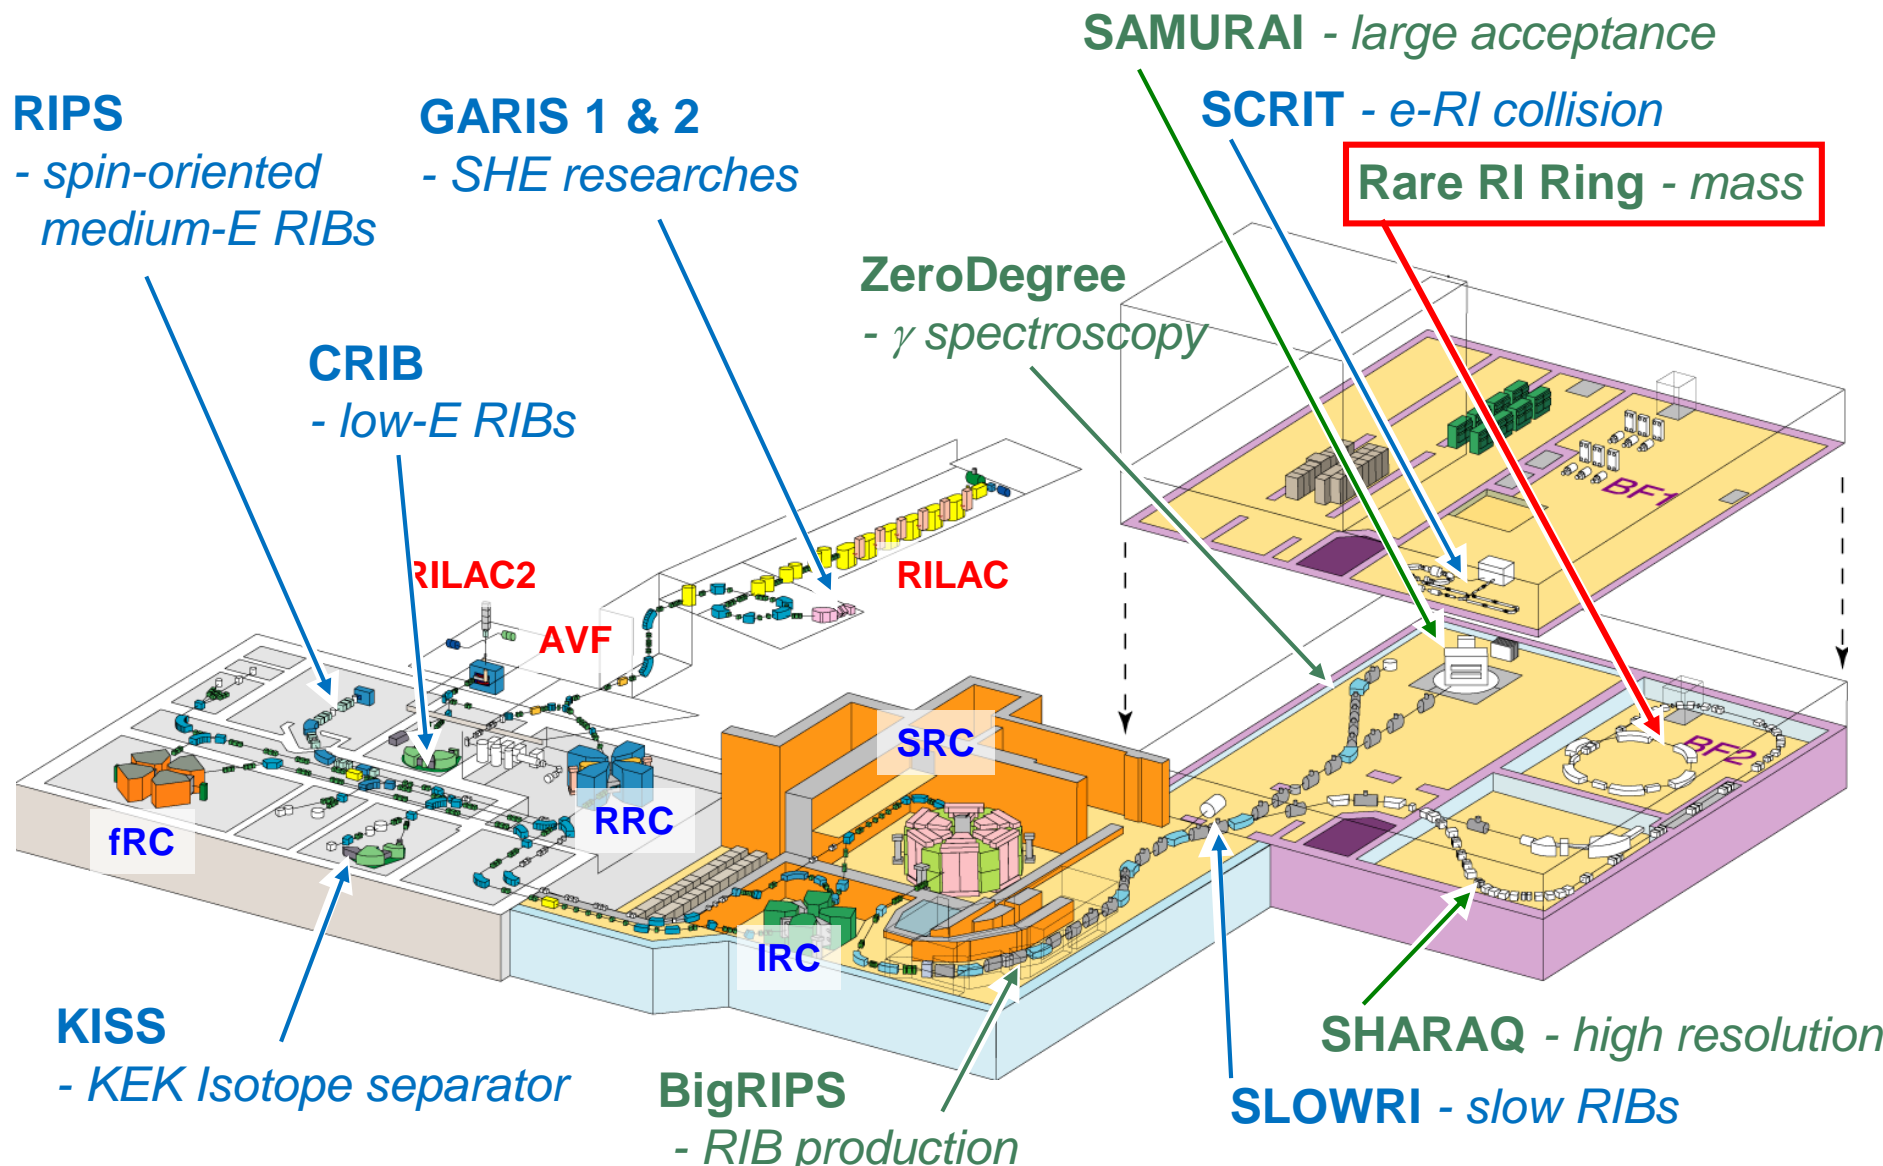 SAMURAI - large acceptance
RIPS
- spin-oriented
medium-E RIBs
GARIS 1 & 2
- SHE researches
SCRIT - e-RI collision
Rare RI Ring - mass
ZeroDegree
- γ spectroscopy
CRIB
- low-E RIBs
BF1
RILAC2
RILAC
AVF
SRC
BF2
RRC
fRC
IRC
KISS
- KEK Isotope separator
SHARAQ - high resolution
BigRIPS
- RIB production
SLOWRI - slow RIBs